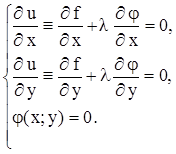 ∂u/∂x ≡ ∂f/∂x + λ ∂φ/∂x = 0,
∂u/∂y ≡ ∂f/∂y + λ ∂φ/∂y = 0,
φ(x; y) = 0.